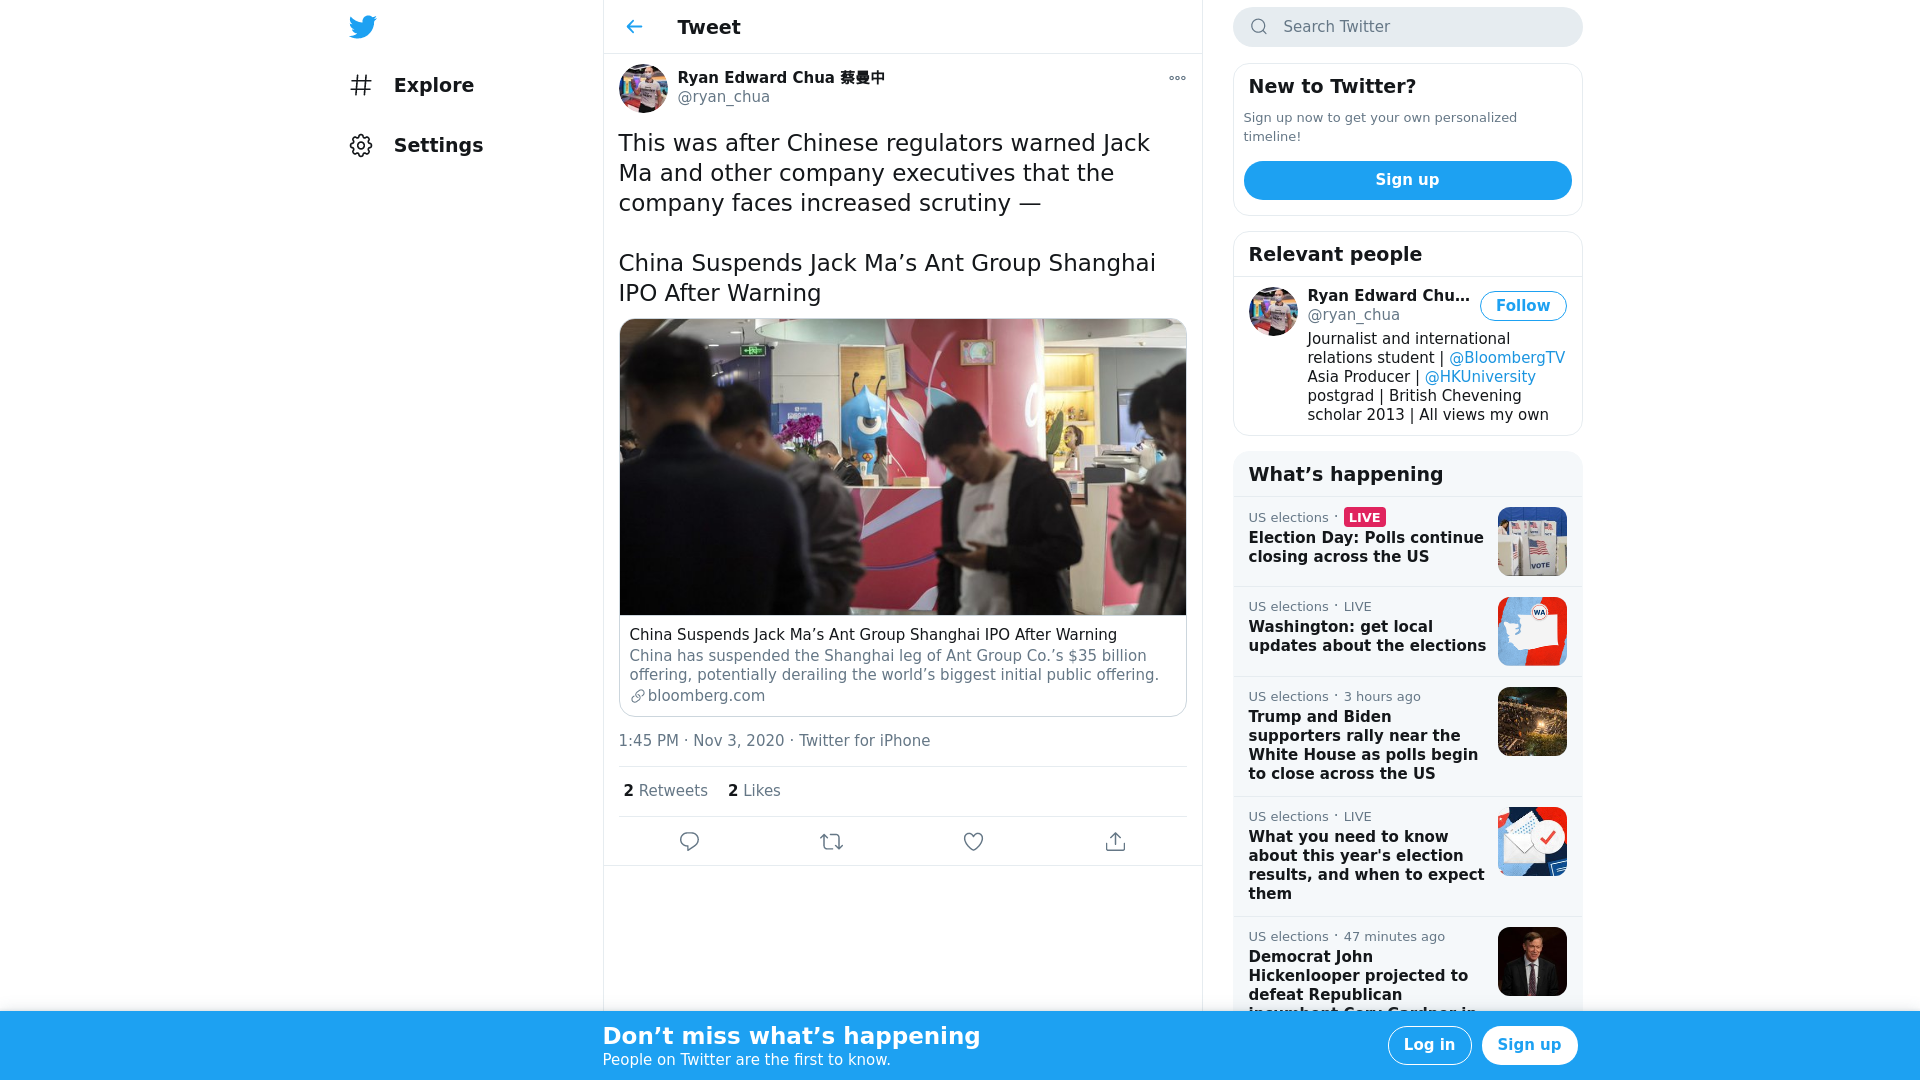 Explore
Settings
Tweet
Ryan Edward Chua 蔡曼中
@ryan_chua
This was after Chinese regulators warned Jack
Ma and other company executives that the
company faces increased scrutiny —
China Suspends Jack Ma’s Ant Group Shanghai
IPO After Warning
China Suspends Jack Ma’s Ant Group Shanghai IPO After Warning
China has suspended the Shanghai leg of Ant Group Co.’s $35 billion
offering, potentially derailing the world’s biggest initial public offering.
bloomberg.com
1:45 PM · Nov 3, 2020 · Twitter for iPhone
2 Retweets 2 Likes
Search Twitter
New to Twitter?
Sign up now to get your own personalized
timeline!
Sign up
Relevant people
Ryan Edward Chu...
@ryan_chua
Follow
Journalist and international
relations student | @BloombergTV
Asia Producer | @HKUniversity
postgrad | British Chevening
scholar 2013 | All views my own
What’s happening
US elections · LIVE
Election Day: Polls continue
closing across the US
VOTE
US elections · LIVE
Washington: get local
updates about the elections
WA
US elections · 3 hours ago
Trump and Biden
supporters rally near the
White House as polls begin
to close across the US
US elections · LIVE
What you need to know
about this year's election
results, and when to expect
them
US elections · 47 minutes ago
Democrat John
Hickenlooper projected to
defeat Republican
incumbent Cory Gardner in
Don’t miss what’s happening
People on Twitter are the first to know.
Log in
Sign up